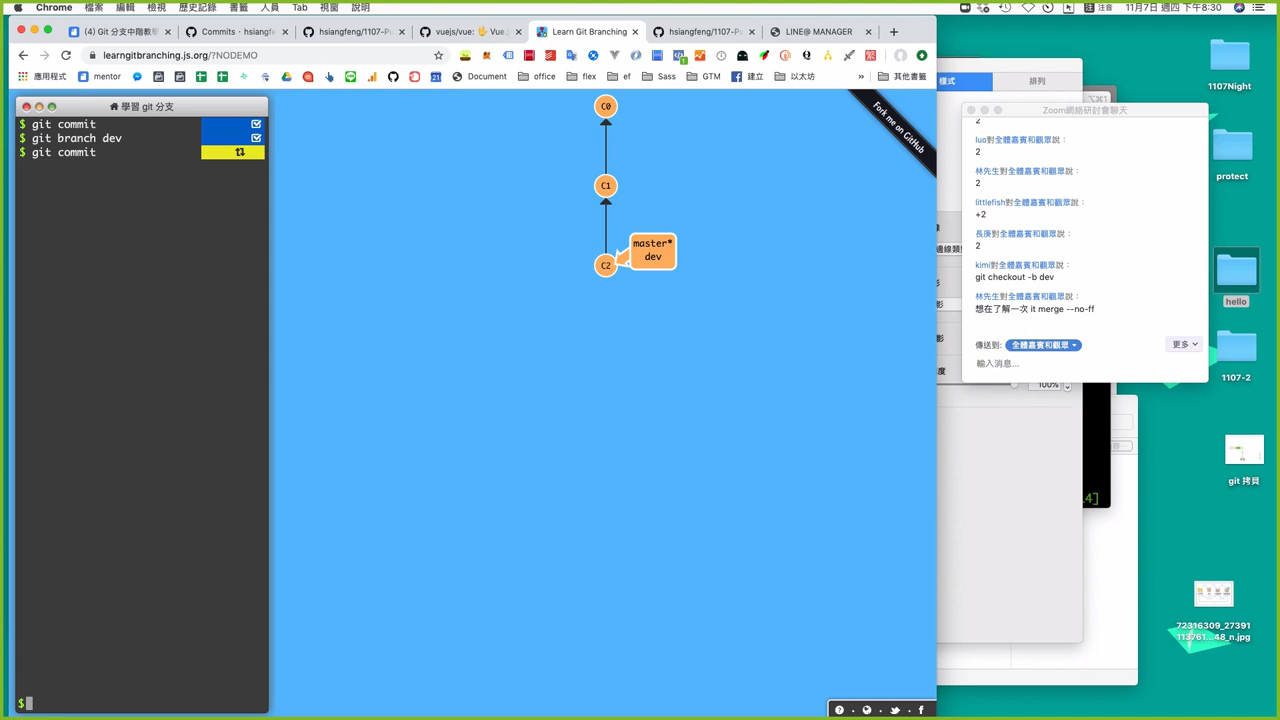 Chrome 檔案 編輯 檢視 歷史記錄 書籤 人員 Tab 視窗 說明
注音 11月7日 週四 下午8:30
(4) Git 分支中階教學
Commits · hsiangfe
hsiangfeng/1107-Pu
vuejs/vue: 🖖 Vue.j
Learn Git Branching
hsiangfeng/1107-Pu
LINE@ MANAGER
learngitbranching.js.org/?NODEMO
應用程式 mentor Document office flex ef Sass GTM 建立 以太坊 » 其他書籤
學習 git 分支
$ git commit
$ git branch dev
$ git commit
$
C0
C1
C2
master*
dev
Fork me on GitHub
樣式 排列
100%
Zoom網絡研討會聊天
2
luo對全體嘉賓和觀眾說：
2
林先生對全體嘉賓和觀眾說：
2
littlefish對全體嘉賓和觀眾說：
+2
長庚對全體嘉賓和觀眾說：
2
kimi對全體嘉賓和觀眾說：
git checkout -b dev
林先生對全體嘉賓和觀眾說：
想在了解一次 it merge --no-ff
傳送到: 全體嘉賓和觀眾
更多
輸入消息...
1107Night
protect
hello
1107-2
git 拷貝
72316309_27391
113761...48_n.jpg